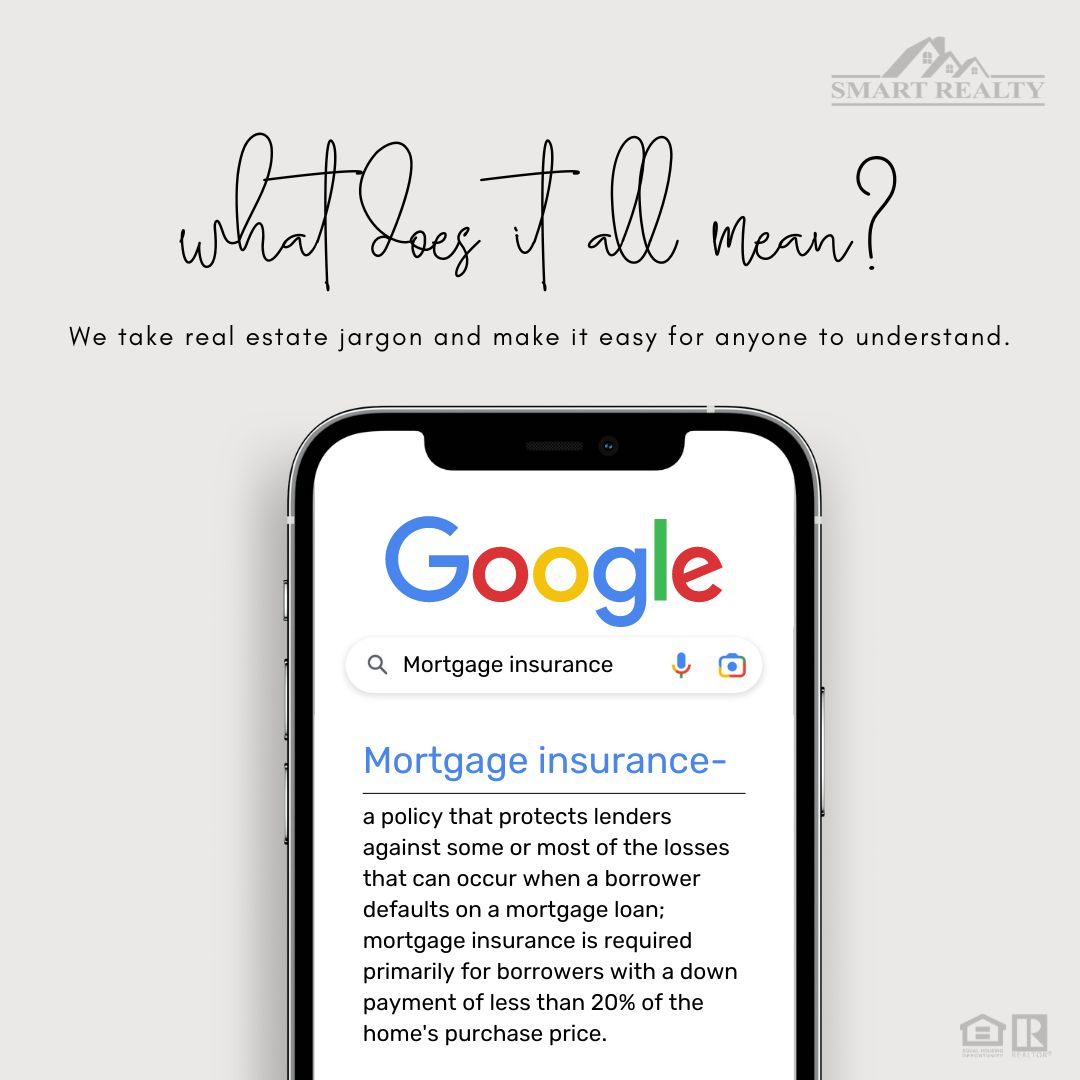 SMART REALTY
what does it all mean?
We take real estate jargon and make it easy for anyone to understand.
Google
Mortgage insurance
Mortgage insurance-
a policy that protects lenders
against some or most of the losses
that can occur when a borrower
defaults on a mortgage loan;
mortgage insurance is required
primarily for borrowers with a down
payment of less than 20% of the
home's purchase price.
EQUAL HOUSING
OPPORTUNITY
REALTOR®